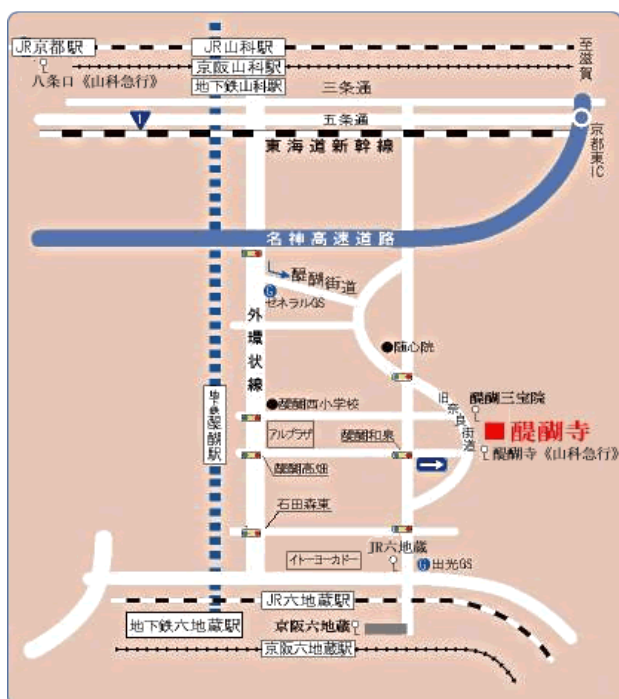 JR京都駅
JR山科駅
八条口《山科急行》
京阪山科駅
地下鉄山科駅
至滋賀
三条通
1
五条通
東海道新幹線
京都東IC
名神高速道路
醍醐街道
G
ゼネラルGS
外環状線
●随心院
地下鉄醍醐駅
●醍醐西小学校
旧奈良街道
醍醐三宝院
■醍醐寺
アルプラザ
醍醐和泉
醍醐寺《山科急行》
醍醐高畑
石田森東
イトーヨーカドー
JR六地蔵
G出光GS
JR六地蔵駅
地下鉄六地蔵駅
京阪六地蔵
京阪六地蔵駅